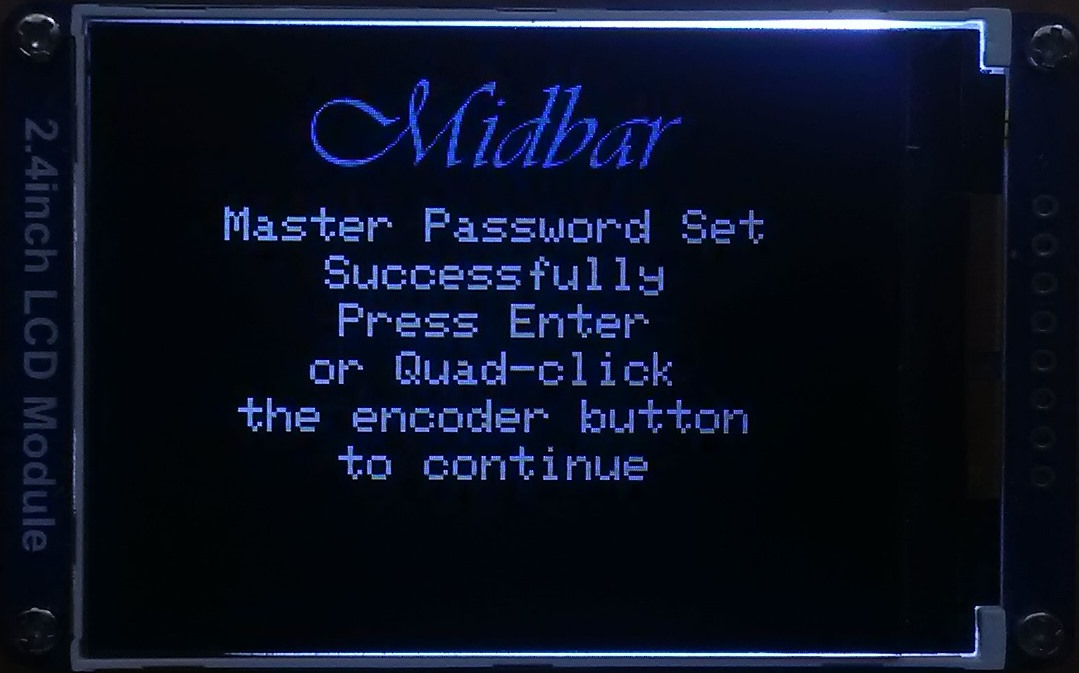 Midbar
Master Password Set
Successfully
Press Enter
or Quad-click
the encoder button
to continue
2.4inch LCD Module